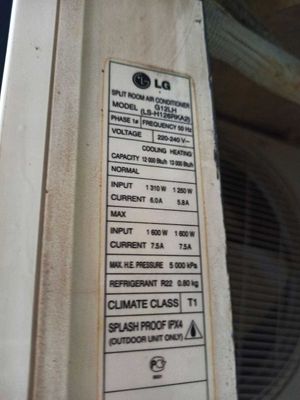 LG
SPLIT ROOM AIR CONDITIONER
MODEL G12LH
(LS-H126RKA2)
PHASE 1# FREQUENCY 50 Hz
VOLTAGE 220-240 V~
COOLING HEATING
CAPACITY 12 000 Btu/h 13 000 Btu/h
NORMAL
INPUT 1 310 W 1 250 W
CURRENT 6.0A 5.8A
MAX
INPUT 1 600 W 1 600 W
CURRENT 7.5 A 7.5 A
MAX. H.E. PRESSURE 5 000 kPa
REFRIGERANT R22 0.80 kg
CLIMATE CLASS T1
SPLASH PROOF IPX4
(OUTDOOR UNIT ONLY)